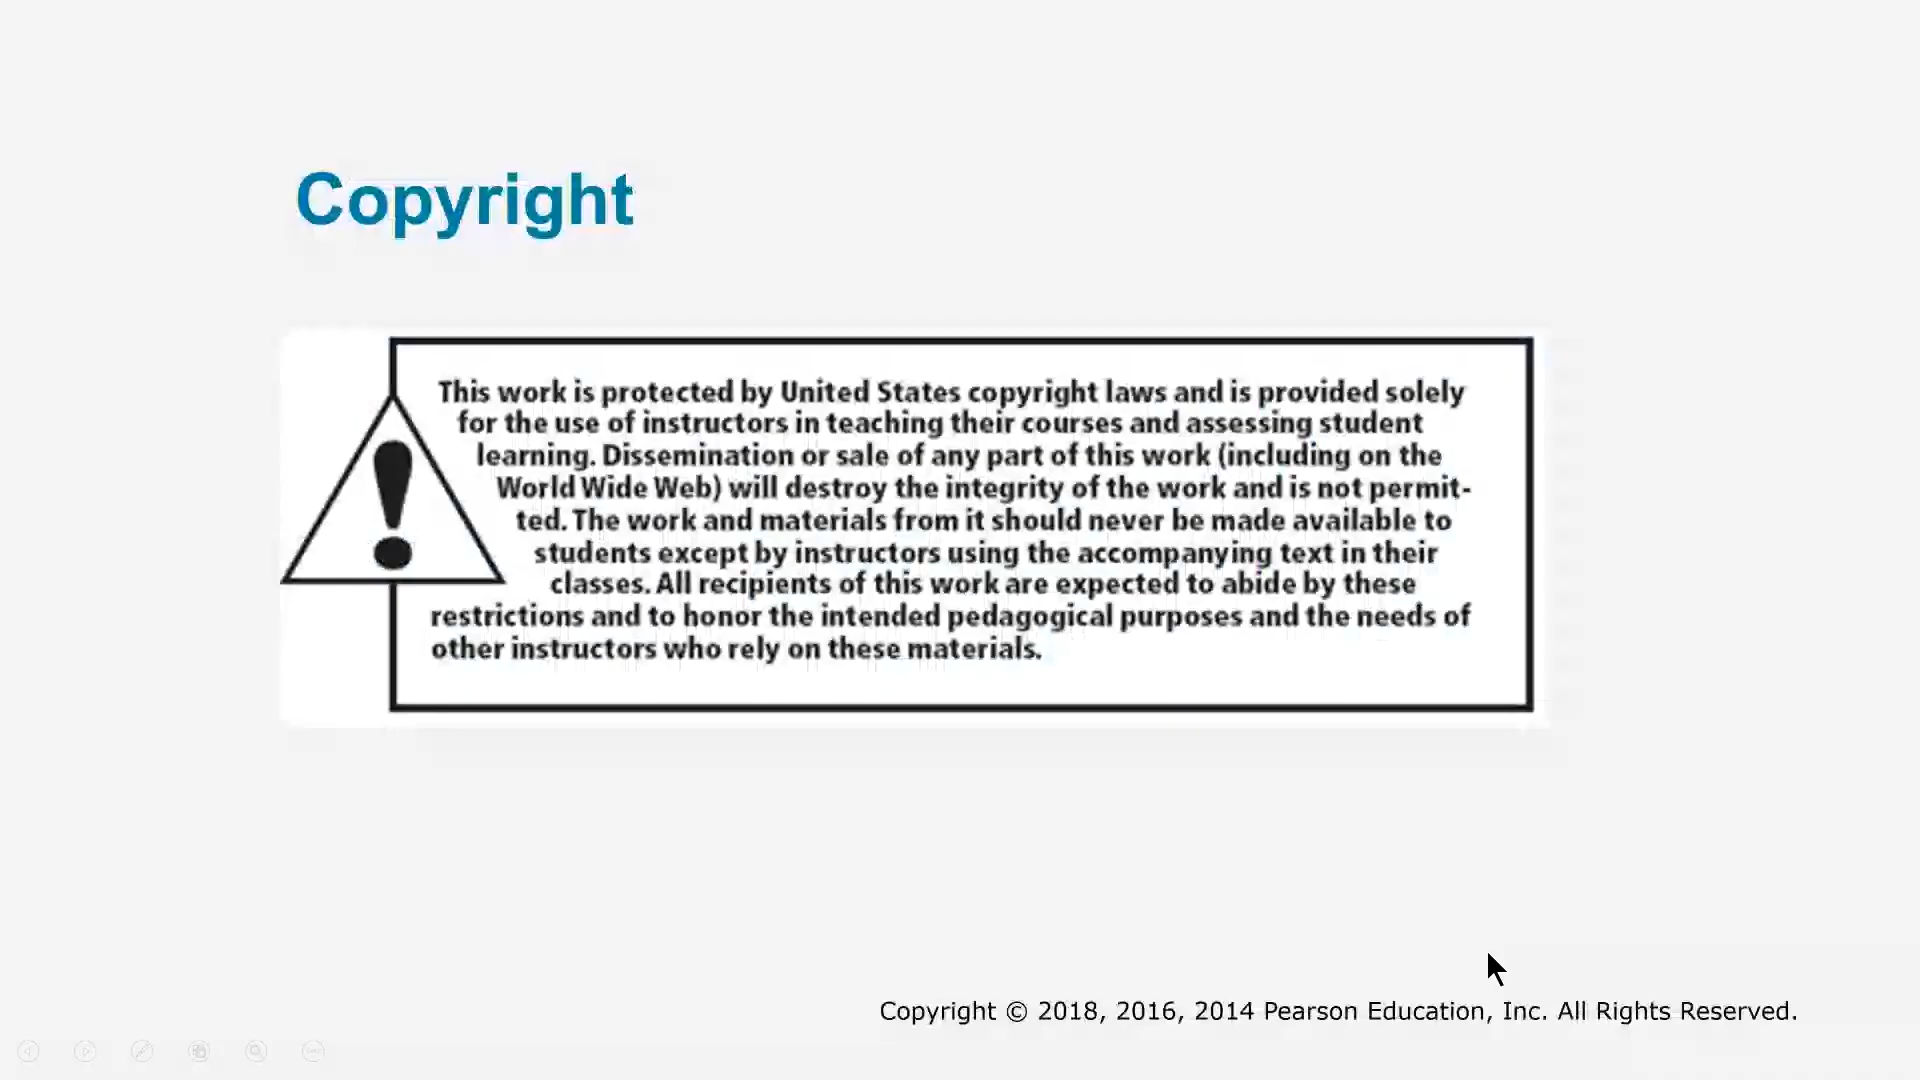 Copyright
This work is protected by United States copyright laws and is provided solely
for the use of instructors in teaching their courses and assessing student
learning. Dissemination or sale of any part of this work (including on the
World Wide Web) will destroy the integrity of the work and is not permit-
ted. The work and materials from it should never be made available to
students except by instructors using the accompanying text in their
classes. All recipients of this work are expected to abide by these
restrictions and to honor the intended pedagogical purposes and the needs of
other instructors who rely on these materials.
Copyright © 2018, 2016, 2014 Pearson Education, Inc. All Rights Reserved.